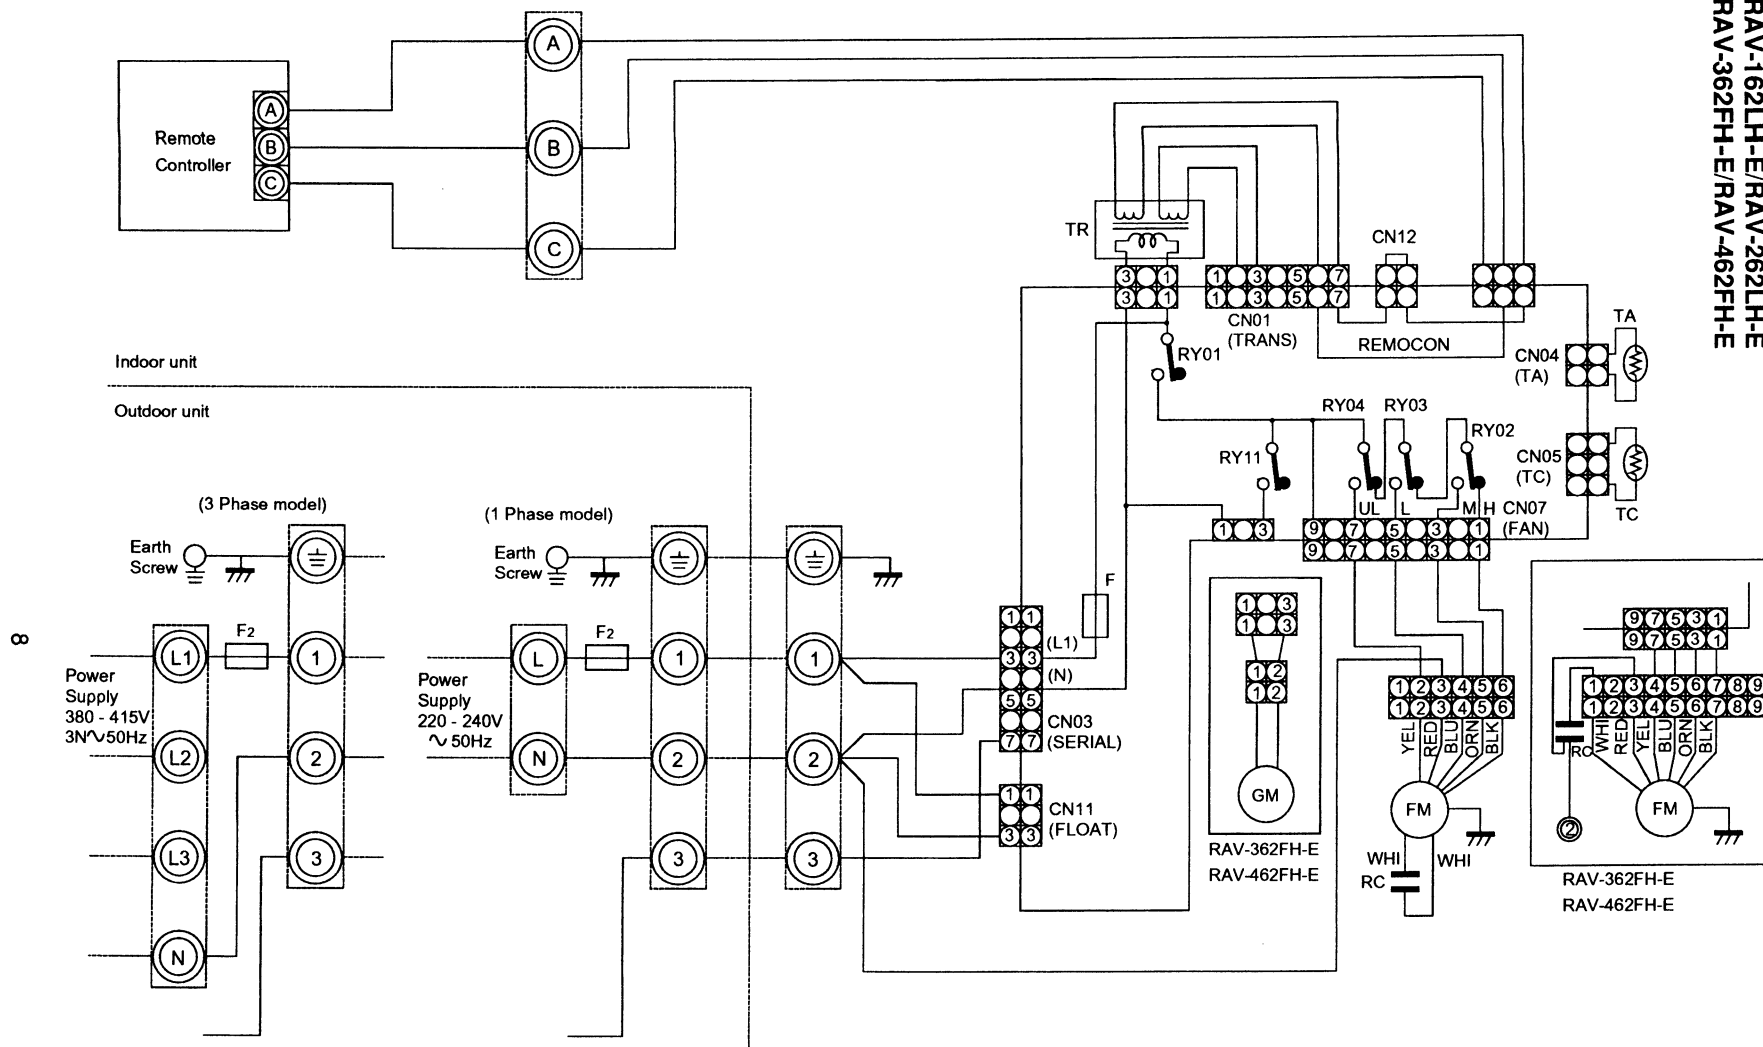 RAV-162LH-E/RAV-262LH-E
RAV-362FH-E/RAV-462FH-E
A
B
C
Remote
Controller
A
B
C
TR
3 1
3 1
1 3 5 7
1 3 5 7
CN01
(TRANS)
CN12
REMOCON
RY01
CN04
(TA)
TA
CN05
(TC)
TC
Indoor unit
Outdoor unit
RY04
RY03
RY02
RY11
UL
L
M
H
CN07
(FAN)
1 3
9 7 5 3 1
9 7 5 3 1
(3 Phase model)
Earth
Screw
L1
L2
L3
N
F2
1
2
3
Power
Supply
380 - 415V
3N∿50Hz
(1 Phase model)
Earth
Screw
L
N
F2
1
2
3
Power
Supply
220 - 240V
∿ 50Hz
1
2
3
F
1 1
3 3
5 5
7 7
(L1)
(N)
CN03
(SERIAL)
1 1
3 3
CN11
(FLOAT)
1 3
1 3
1 2
1 2
GM
RAV-362FH-E
RAV-462FH-E
1 2 3 4 5 6
1 2 3 4 5 6
YEL
RED
BLU
ORN
BLK
FM
WHI
WHI
RC
9 7 5 3 1
9 7 5 3 1
1 2 3 4 5 6 7 8 9
1 2 3 4 5 6 7 8 9
RC
WHI
RED
YEL
BLU
ORN
BLK
FM
2
RAV-362FH-E
RAV-462FH-E
8